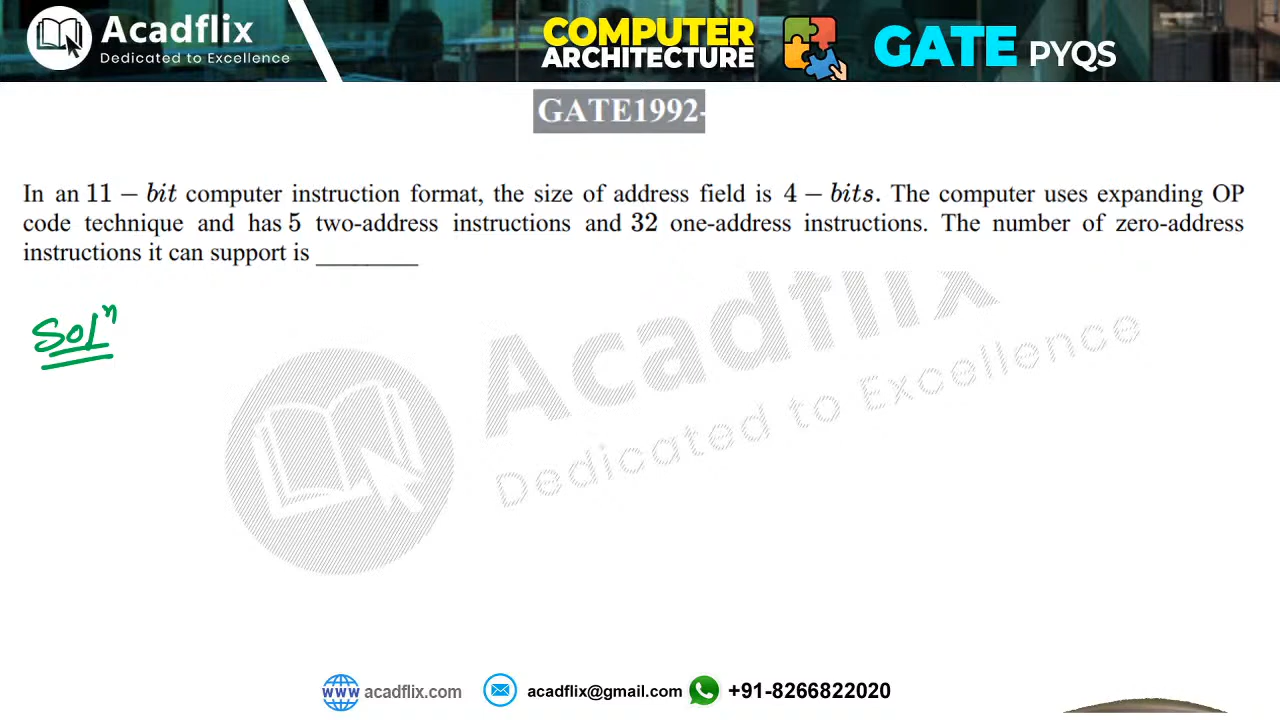 Acadflix
Dedicated to Excellence
COMPUTER
ARCHITECTURE
GATE PYQS
GATE1992-
In an 11 – bit computer instruction format, the size of address field is 4 – bits. The computer uses expanding OP
code technique and has 5 two-address instructions and 32 one-address instructions. The number of zero-address
instructions it can support is ________
Solⁿ
Acadflix
Dedicated to Excellence
www acadflix.com
acadflix@gmail.com
+91-8266822020